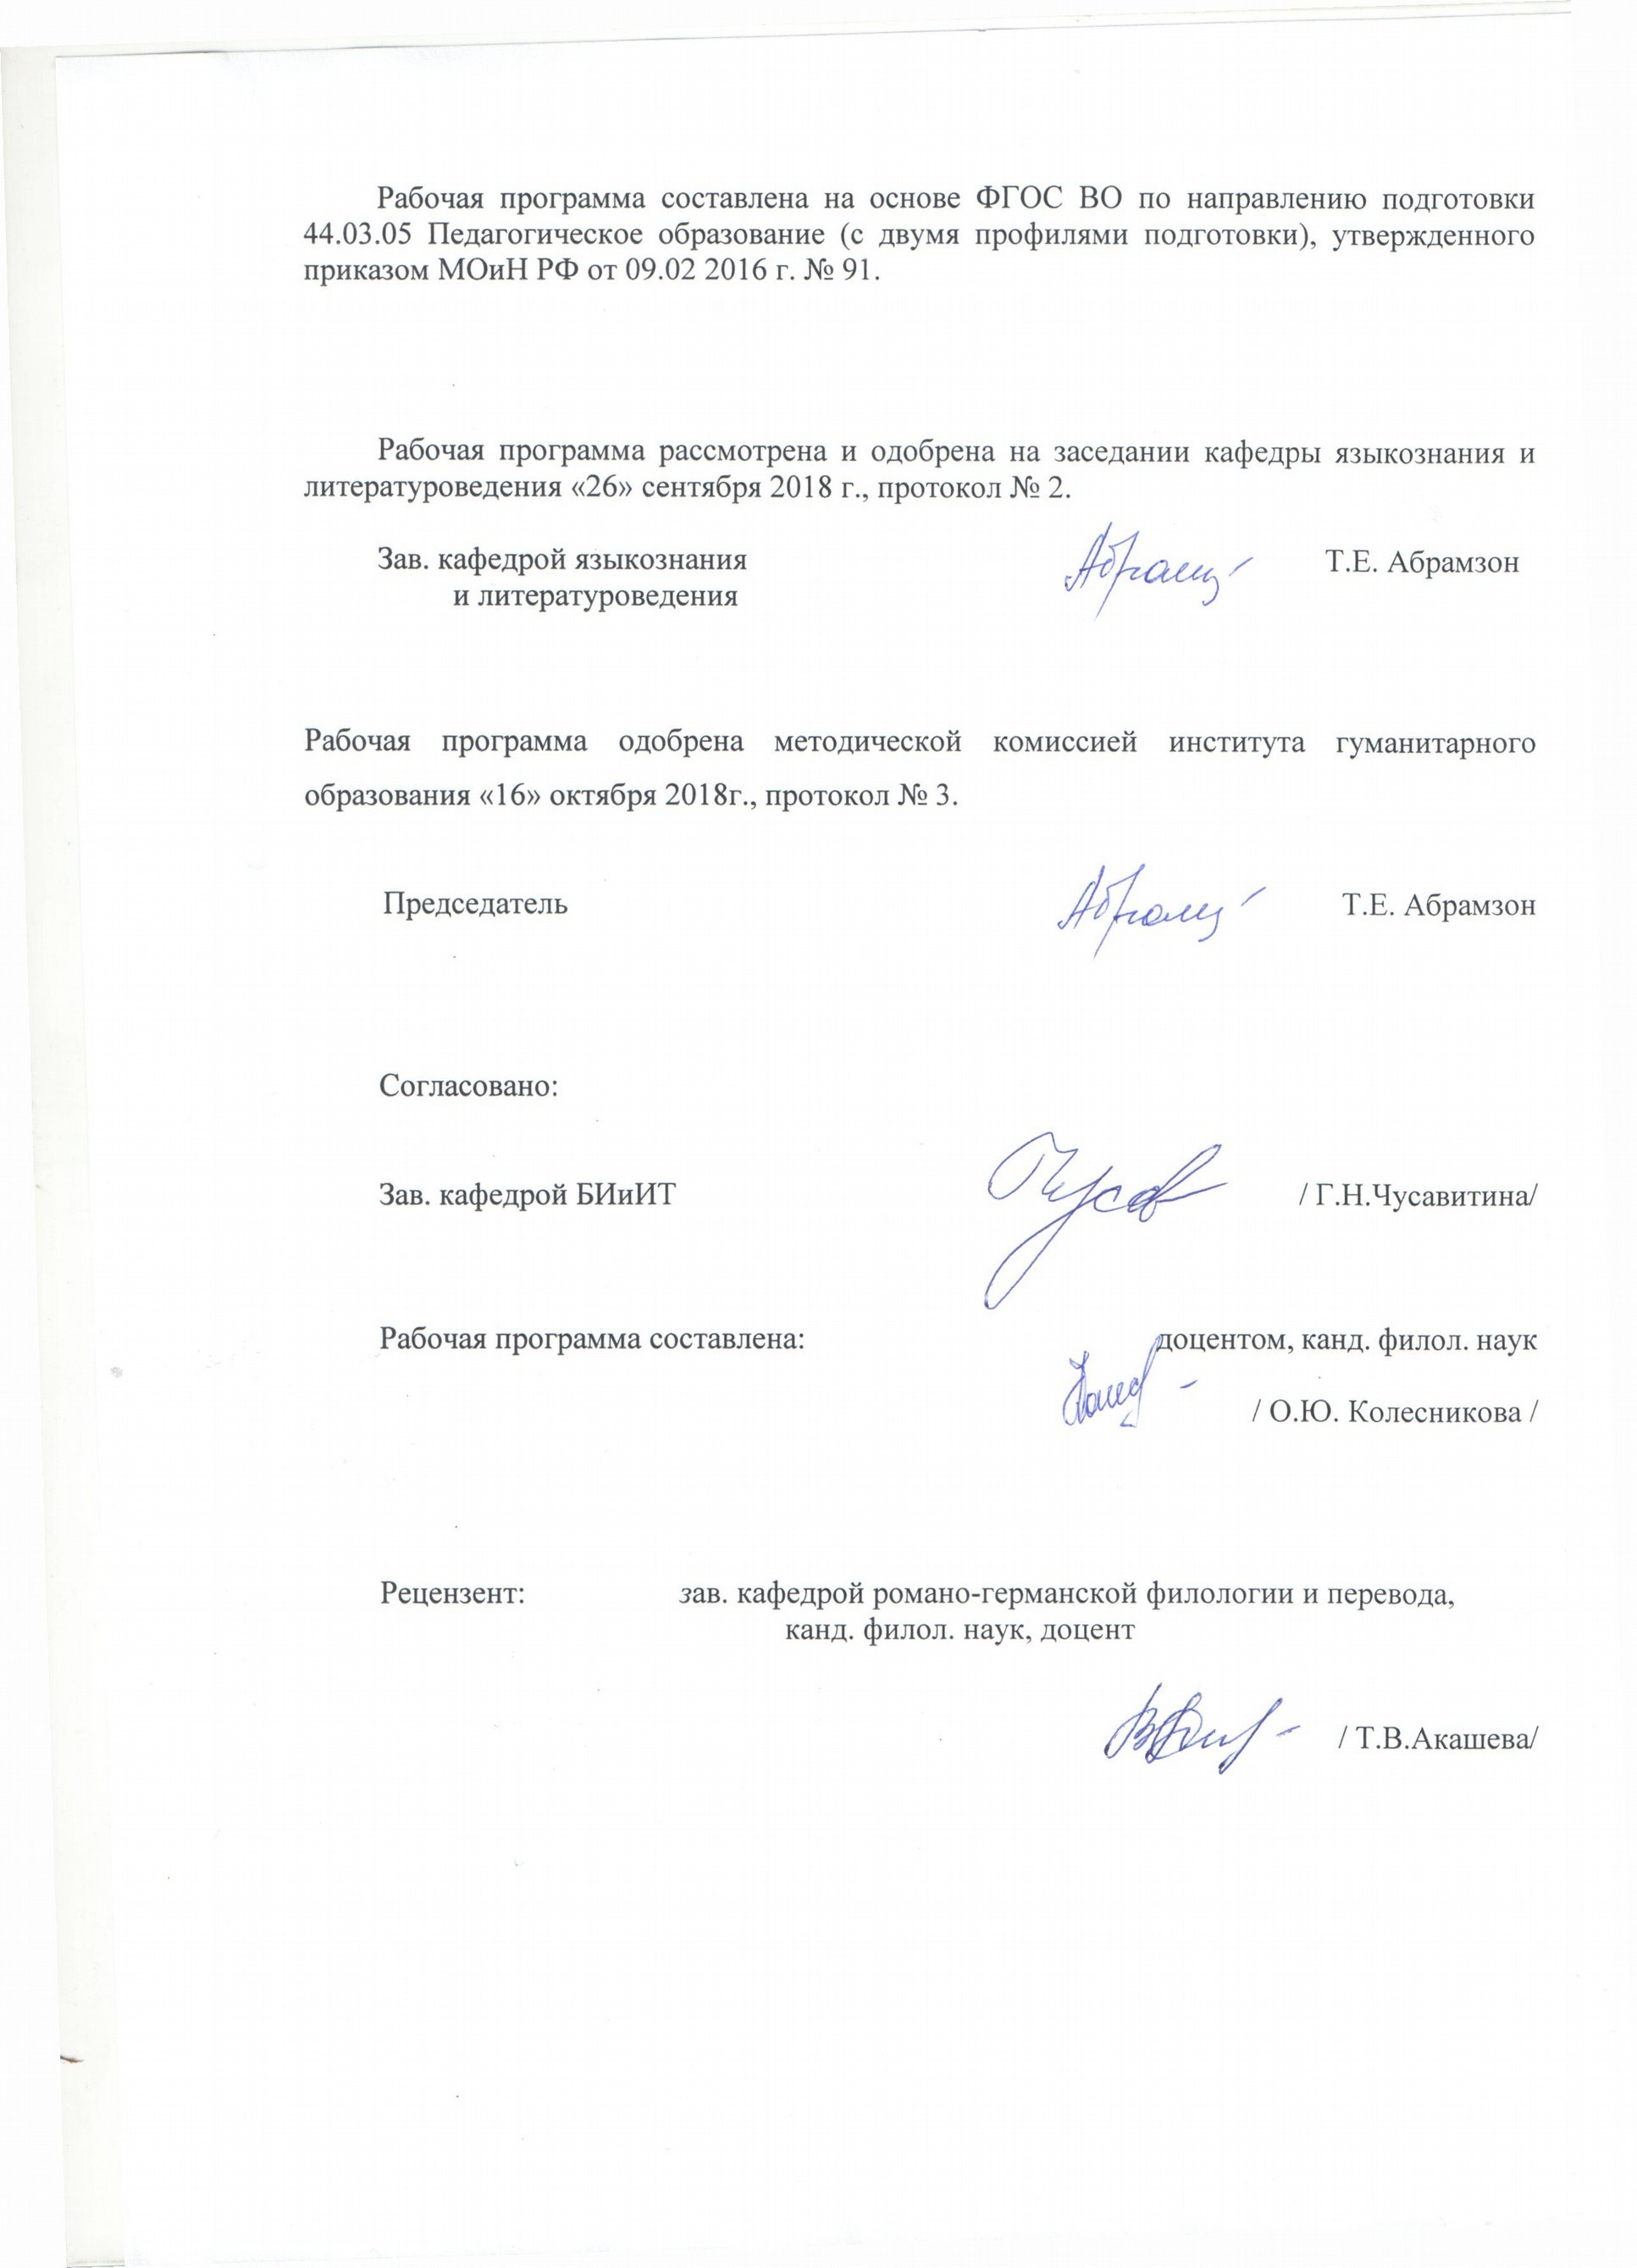 Рабочая программа составлена на основе ФГОС ВО по направлению подготовки
44.03.05 Педагогическое образование (с двумя профилями подготовки), утвержденного
приказом МОиН РФ от 09.02 2016 г. № 91.
Рабочая программа рассмотрена и одобрена на заседании кафедры языкознания и
литературоведения «26» сентября 2018 г., протокол № 2.
Зав. кафедрой языкознания Т.Е. Абрамзон
и литературоведения
Рабочая программа одобрена методической комиссией института гуманитарного
образования «16» октября 2018г., протокол № 3.
Председатель Т.Е. Абрамзон
Согласовано:
Зав. кафедрой БИиИТ / Г.Н.Чусавитина/
Рабочая программа составлена: доцентом, канд. филол. наук
/ О.Ю. Колесникова /
Рецензент: зав. кафедрой романо-германской филологии и перевода,
канд. филол. наук, доцент
/ Т.В.Акашева/